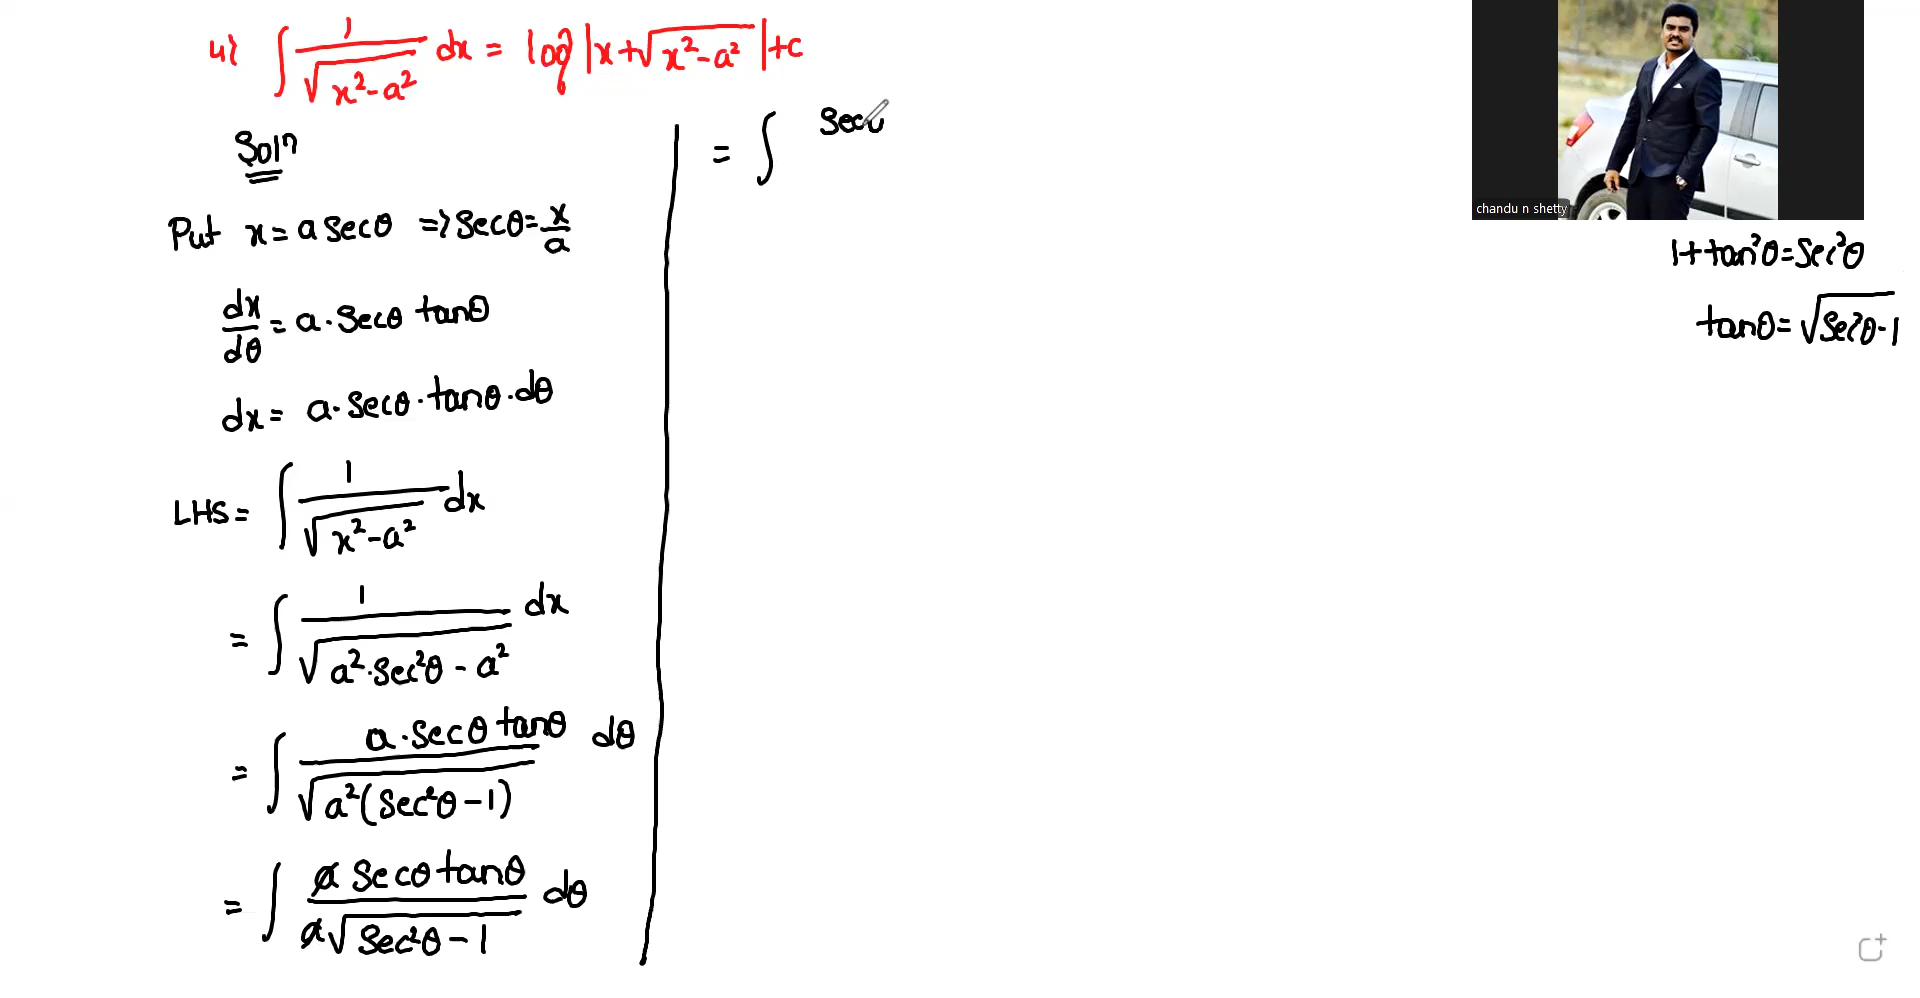 4) ∫ 1/√(x²-a²) dx = log |x+√(x²-a²)|+c
Solⁿ
Put x = a secθ => secθ = x/a
dx/dθ = a·secθ tanθ
dx = a·secθ·tanθ·dθ
LHS = ∫ 1/√(x²-a²) dx
= ∫ 1/√(a²·sec²θ - a²) dx
= ∫ a·secθ tanθ/√(a²(sec²θ-1)) dθ
= ∫ a secθ tanθ/a√(sec²θ-1) dθ
= ∫ sec
chandu n shetty
1+tan²θ=sec²θ
tanθ=√(sec²θ-1)